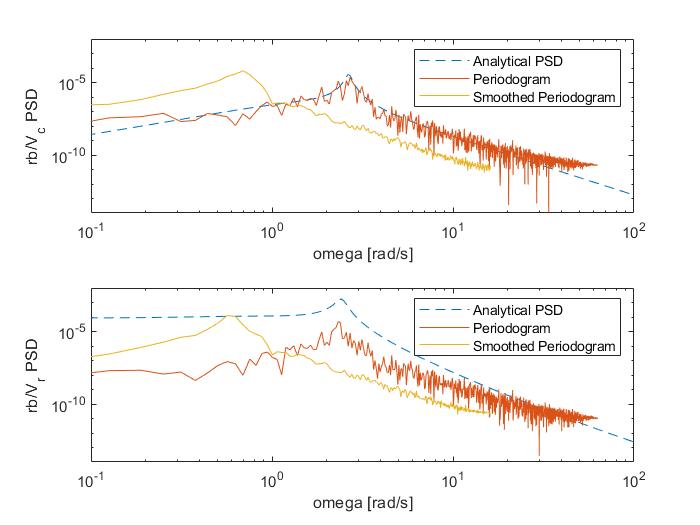 rb/V_c PSD
10^-5
10^-10
Analytical PSD
Periodogram
Smoothed Periodogram
10^-1 10^0 10^1 10^2
omega [rad/s]
rb/V_r PSD
10^-5
10^-10
Analytical PSD
Periodogram
Smoothed Periodogram
10^-1 10^0 10^1 10^2
omega [rad/s]